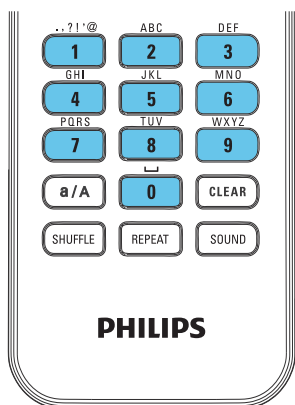 .,?!'@ ABC DEF
1 2 3
GHI JKL MNO
4 5 6
PQRS TUV WXYZ
7 8 9
a/A 0 CLEAR
SHUFFLE REPEAT SOUND
PHILIPS